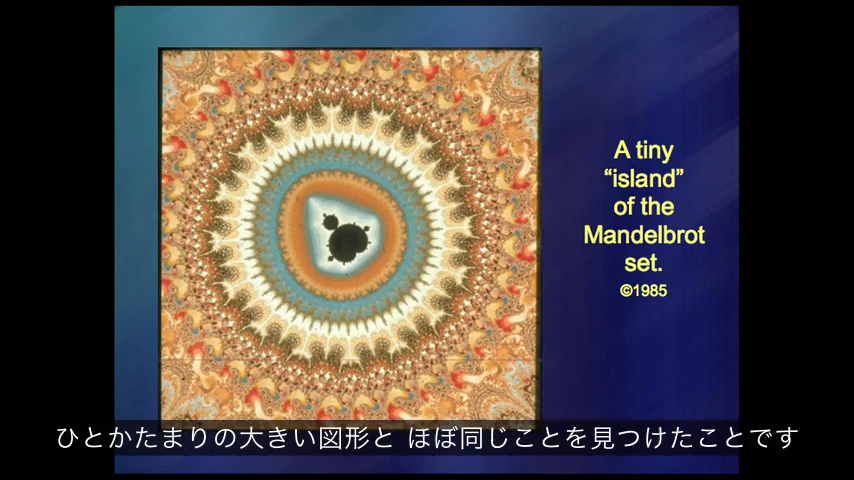 A tiny
“island”
of the
Mandelbrot
set.
©1985
ひとかたまりの大きい図形と ほぼ同じことを見つけたことです